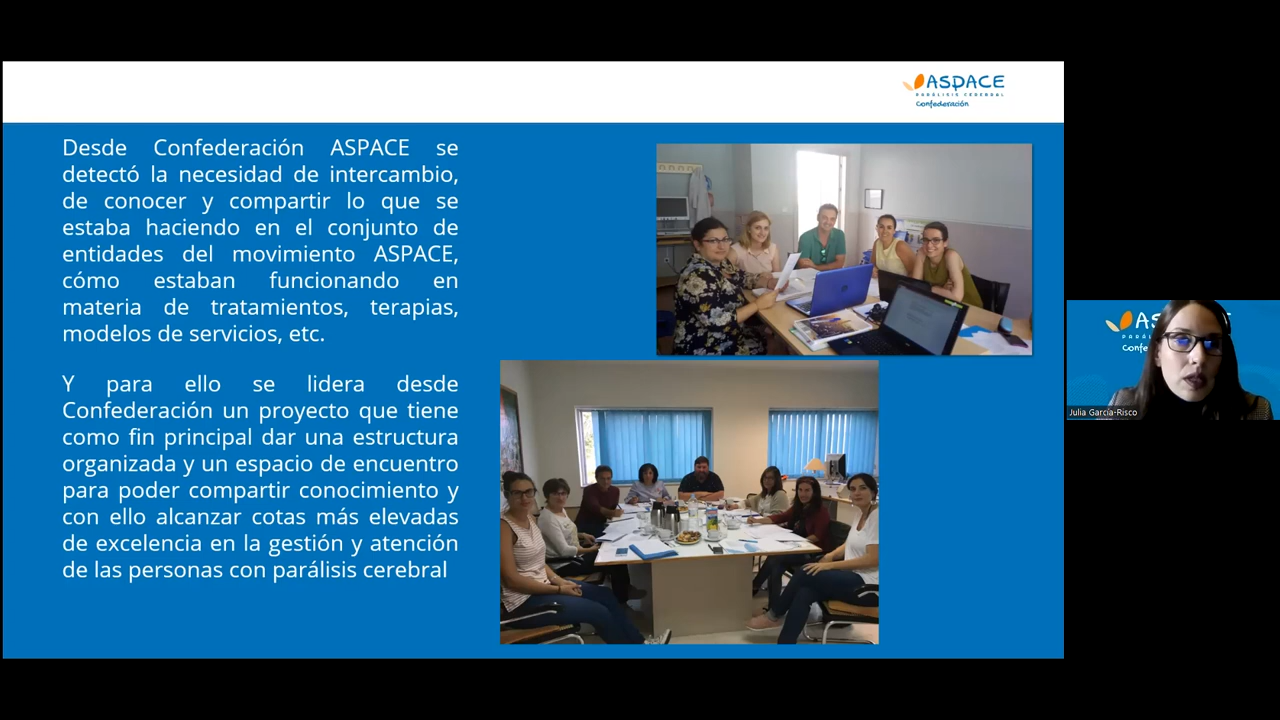 ASPACE
PARÁLISIS CEREBRAL
Confederación
Desde Confederación ASPACE se
detectó la necesidad de intercambio,
de conocer y compartir lo que se
estaba haciendo en el conjunto de
entidades del movimiento ASPACE,
cómo estaban funcionando en
materia de tratamientos, terapias,
modelos de servicios, etc.
Y para ello se lidera desde
Confederación un proyecto que tiene
como fin principal dar una estructura
organizada y un espacio de encuentro
para poder compartir conocimiento y
con ello alcanzar cotas más elevadas
de excelencia en la gestión y atención
de las personas con parálisis cerebral
Julia García-Risco